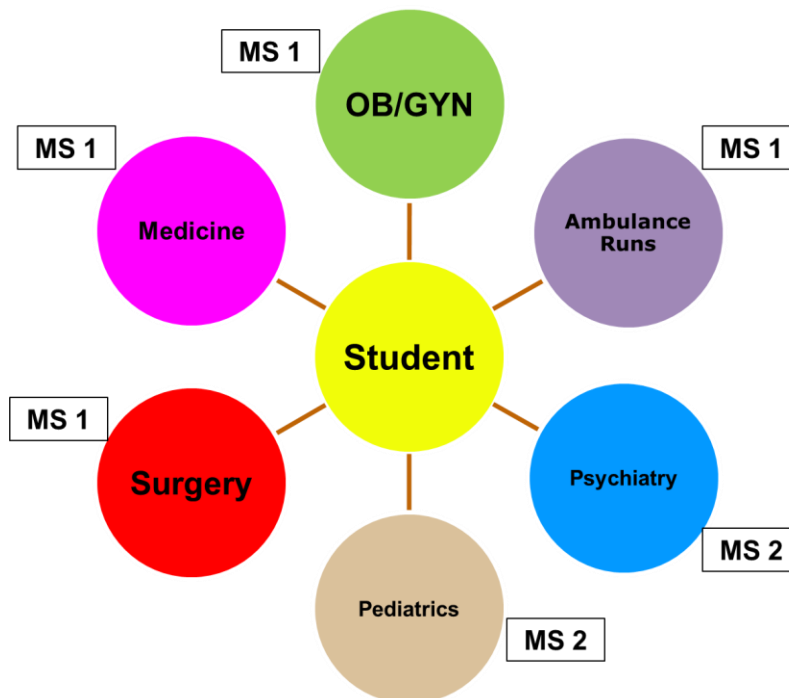 MS 1
OB/GYN
MS 1
Medicine
MS 1
Ambulance
Runs
Student
MS 1
Surgery
Psychiatry
MS 2
Pediatrics
MS 2